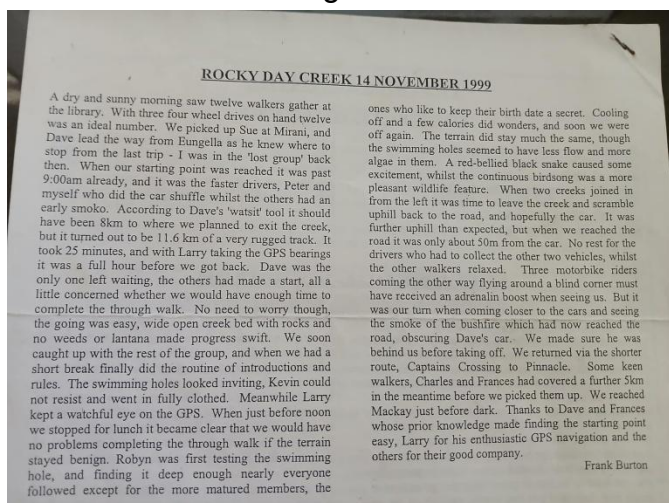 ROCKY DAY CREEK 14 NOVEMBER 1999
A dry and sunny morning saw twelve walkers gather at
the library. With three four wheel drives on hand twelve
was an ideal number. We picked up Sue at Mirani, and
Dave lead the way from Eungella as he knew where to
stop from the last trip - I was in the 'lost group' back
then. When our starting point was reached it was past
9:00am already, and it was the faster drivers, Peter and
myself who did the car shuffle whilst the others had an
early smoko. According to Dave's 'watsit' tool it should
have been 8km to where we planned to exit the creek,
but it turned out to be 11.6 km of a very rugged track. It
took 25 minutes, and with Larry taking the GPS bearings
it was a full hour before we got back. Dave was the
only one left waiting, the others had made a start, all a
little concerned whether we would have enough time to
complete the through walk. No need to worry though,
the going was easy, wide open creek bed with rocks and
no weeds or lantana made progress swift. We soon
caught up with the rest of the group, and when we had a
short break finally did the routine of introductions and
rules. The swimming holes looked inviting, Kevin could
not resist and went in fully clothed. Meanwhile Larry
kept a watchful eye on the GPS. When just before noon
we stopped for lunch it became clear that we would have
no problems completing the through walk if the terrain
stayed benign. Robyn was first testing the swimming
hole, and finding it deep enough nearly everyone
followed except for the more matured members, the
ones who like to keep their birth date a secret. Cooling
off and a few calories did wonders, and soon we were
off again. The terrain did stay much the same, though
the swimming holes seemed to have less flow and more
algae in them. A red-bellied black snake caused some
excitement, whilst the continuous birdsong was a more
pleasant wildlife feature. When two creeks joined in
from the left it was time to leave the creek and scramble
uphill back to the road, and hopefully the car. It was
further uphill than expected, but when we reached the
road it was only about 50m from the car. No rest for the
drivers who had to collect the other two vehicles, whilst
the other walkers relaxed. Three motorbike riders
coming the other way flying around a blind corner must
have received an adrenalin boost when seeing us. But it
was our turn when coming closer to the cars and seeing
the smoke of the bushfire which had now reached the
road, obscuring Dave's car. We made sure he was
behind us before taking off. We returned via the shorter
route, Captains Crossing to Pinnacle. Some keen
walkers, Charles and Frances had covered a further 5km
in the meantime before we picked them up. We reached
Mackay just before dark. Thanks to Dave and Frances
whose prior knowledge made finding the starting point
easy, Larry for his enthusiastic GPS navigation and the
others for their good company.
Frank Burton